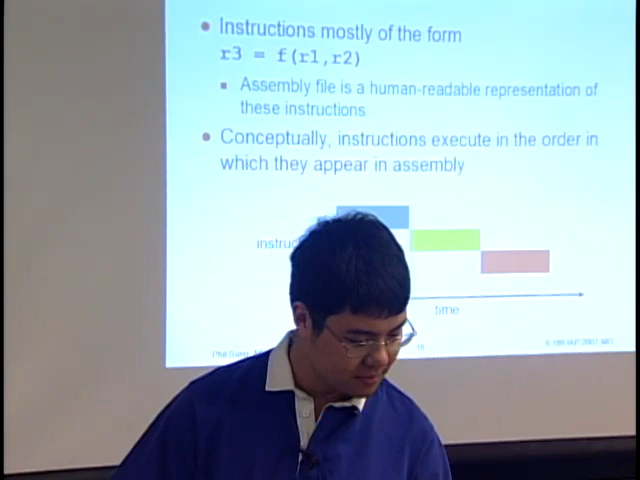 • Instructions mostly of the form
r3 = f(r1,r2)
▪ Assembly file is a human-readable representation of
these instructions
• Conceptually, instructions execute in the order in
which they appear in assembly
time